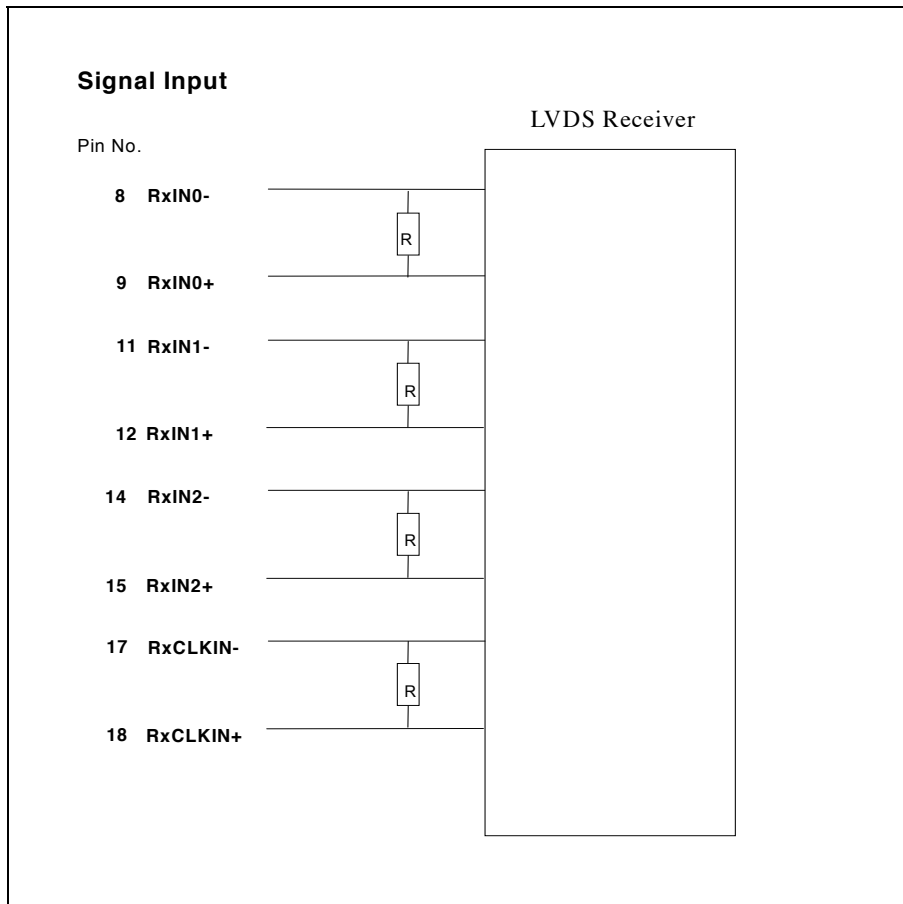 Signal Input
LVDS Receiver
Pin No.
8 RxIN0-
R
9 RxIN0+
11 RxIN1-
R
12 RxIN1+
14 RxIN2-
R
15 RxIN2+
17 RxCLKIN-
R
18 RxCLKIN+